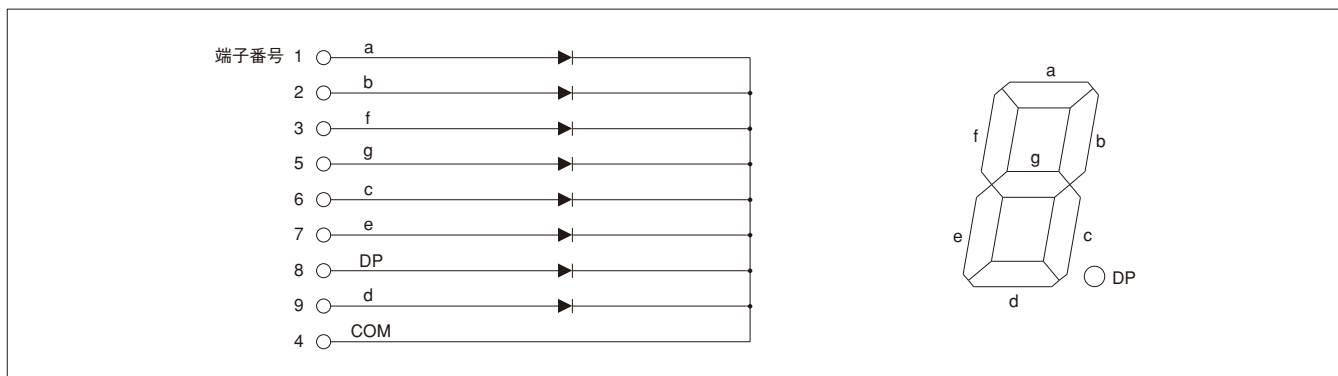 端子番号 1 a
2 b
3 f
5 g
6 c
7 e
8 DP
9 d
4 COM
a
f
b
g
e
c
DP
d